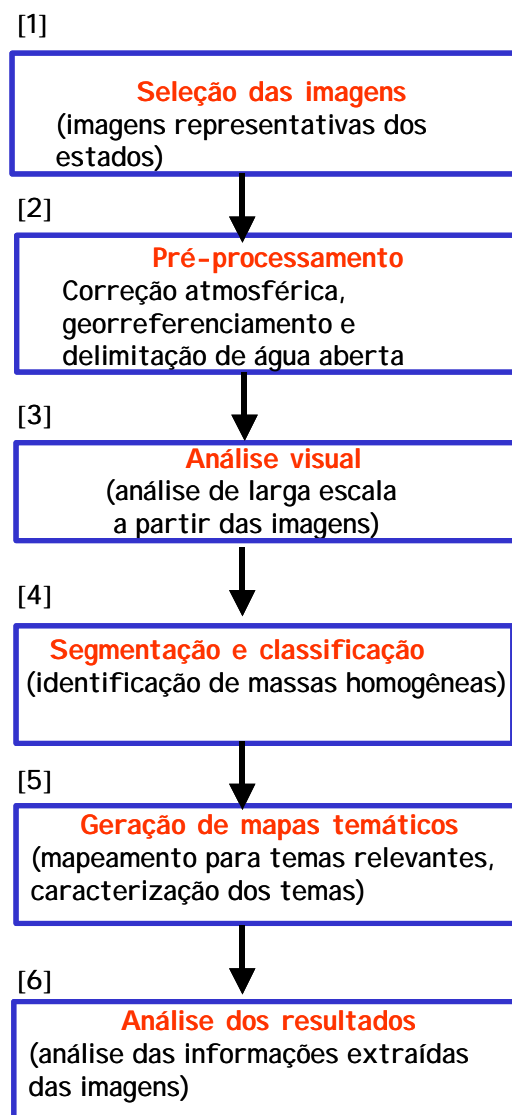 [1]
Seleção das imagens
(imagens representativas dos
estados)
[2]
Pré-processamento
Correção atmosférica,
georreferenciamento e
delimitação de água aberta
[3]
Análise visual
(análise de larga escala
a partir das imagens)
[4]
Segmentação e classificação
(identificação de massas homogêneas)
[5]
Geração de mapas temáticos
(mapeamento para temas relevantes,
caracterização dos temas)
[6]
Análise dos resultados
(análise das informações extraídas
das imagens)